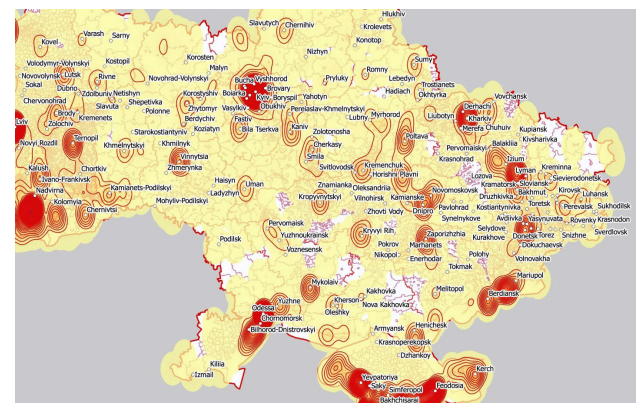 Hlukhiv
Slavutych Chernihiv
Krolevets
Kovel
Varash Sarny
Konotop
Korosten
Nizhyn
Volodymyr-Volynskyi
Kostopil
Malyn
Sumy
Novovolynsk Lutsk Rivne
Novohrad-Volynskyi
Bucha Vyshhorod
Pryluky
Romny
Lebedyn Trostianets
Sokal
Dubno Zdolbuniv Netishyn
Korostyshiv
Boiarka Brovary
Hadiach
Okhtyrka
Vovchansk
Chervonohrad
Slavuta Shepetivka
Zhytomyr Vasylkiv Kyiv Boryspil Yahotyn
Lviv
Brody
Polonne
Berdychiv
Obukhiv Pereiaslav-Khmelnytskyi
Derhachi
Zolochiv Kremenets
Fastiv
Lubny Myrhorod
Liubotyn Kharkiv
Starokostiantyniv
Koziatyn
Bila Tserkva
Kaniv
Merefa Chuhuiv
Kupiansk
Novyi Rozdil
Ternopil
Zolotonosha
Poltava
Pervomaiskyi
Balakliia
Kivsharivka
Khmelnytskyi
Khmilnyk
Cherkasy
Krasnohrad
Izium
Kalush
Chortkiv
Vinnytsia
Smila
Kremenchuk
Lozova
Lyman
Kreminna
Ivano-Frankivsk
Zhmerynka
Svitlovodsk
Horishni Plavni
Kramatorsk Sloviansk Sievierodonetsk
Nadvirna
Kamianets-Podilskyi
Haisyn
Uman
Znamianka
Oleksandriia
Novomoskovsk
Bakhmut
Kirovsk
Luhansk
Kolomyia
Chernivtsi
Mohyliv-Podilskyi
Ladyzhyn
Kropyvnytskyi
Vilnohirsk
Kamianske
Pavlohrad
Druzhkivka
Kostiantynivka
Toretsk
Perevalsk
Sukhodilsk
Zhovti Vody
Dnipro
Synelnykove
Avdiivka Yasynuvata
Rovenky Krasnodon
Pervomaisk
Kryvyi Rih
Selydove
Donetsk Torez
Snizhne
Sverdlovsk
Podilsk
Yuzhnoukrainsk
Zaporizhzhia
Kurakhove
Dokuchaievsk
Voznesensk
Pokrov
Marhanets
Polohy
Volnovakha
Nikopol
Enerhodar
Tokmak
Mykolaiv
Mariupol
Yuzhne
Kherson
Kakhovka
Melitopol
Berdiansk
Odessa
Oleshky
Nova Kakhovka
Chornomorsk
Bilhorod-Dnistrovskyi
Armyansk
Henichesk
Krasnoperekopsk
Dzhankoy
Kiliia
Izmail
Kerch
Yevpatoriya
Saky
Simferopol
Feodosia
Bakhchisarai